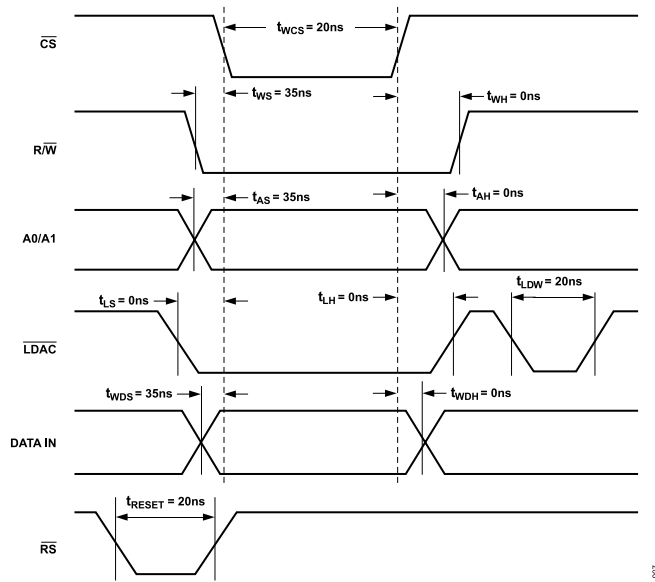 CS
tWCS = 20ns
tWS = 35ns
tWH = 0ns
R/W
tAS = 35ns
tAH = 0ns
A0/A1
tLS = 0ns
tLH = 0ns
tLDW = 20ns
LDAC
tWDS = 35ns
tWDH = 0ns
DATA IN
tRESET = 20ns
RS